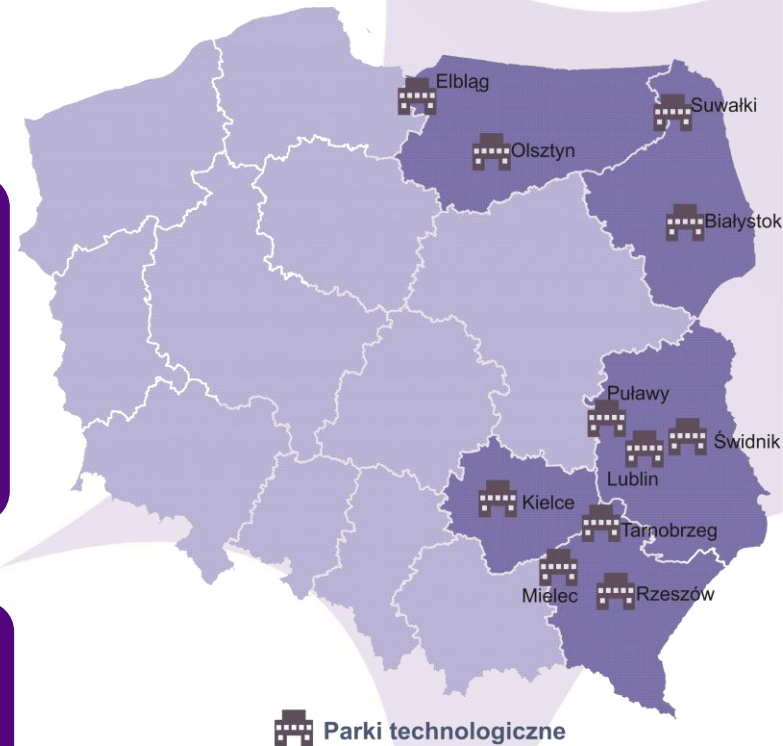 Elbląg
Suwałki
Olsztyn
Białystok
Puławy
Świdnik
Lublin
Kielce
Tarnobrzeg
Mielec
Rzeszów
Parki technologiczne